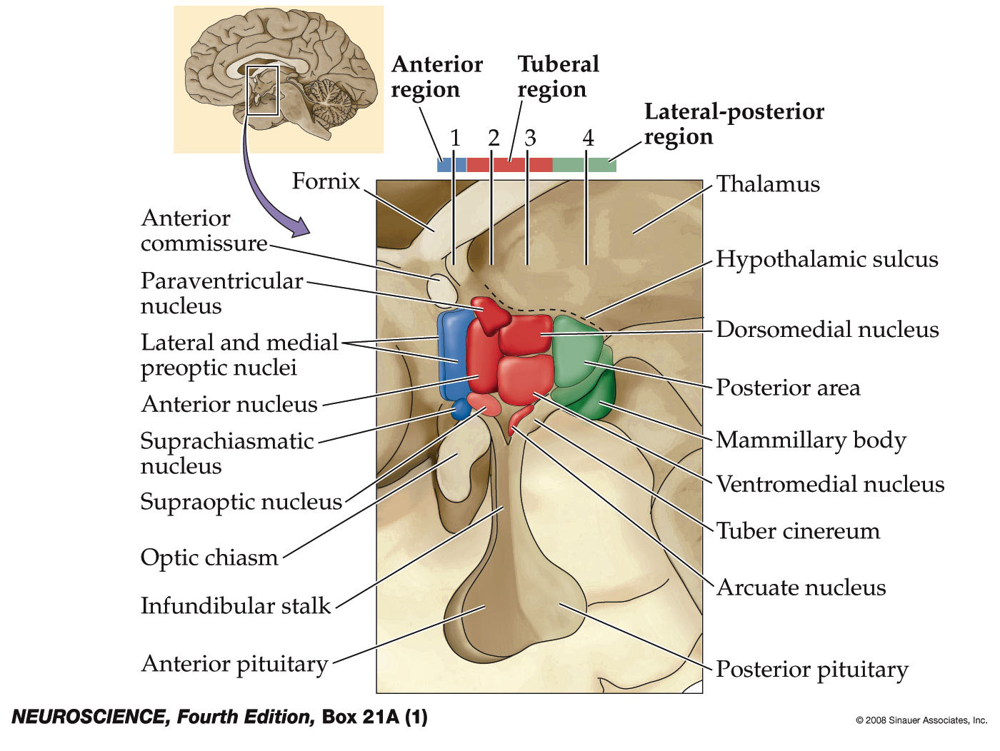 Anterior
region
Tuberal
region
Lateral-posterior
region
1
2
3
4
Fornix
Anterior
commissure
Paraventricular
nucleus
Lateral and medial
preoptic nuclei
Anterior nucleus
Suprachiasmatic
nucleus
Supraoptic nucleus
Optic chiasm
Infundibular stalk
Anterior pituitary
Thalamus
Hypothalamic sulcus
Dorsomedial nucleus
Posterior area
Mammillary body
Ventromedial nucleus
Tuber cinereum
Arcuate nucleus
Posterior pituitary
NEUROSCIENCE, Fourth Edition, Box 21A (1)
© 2008 Sinauer Associates, Inc.